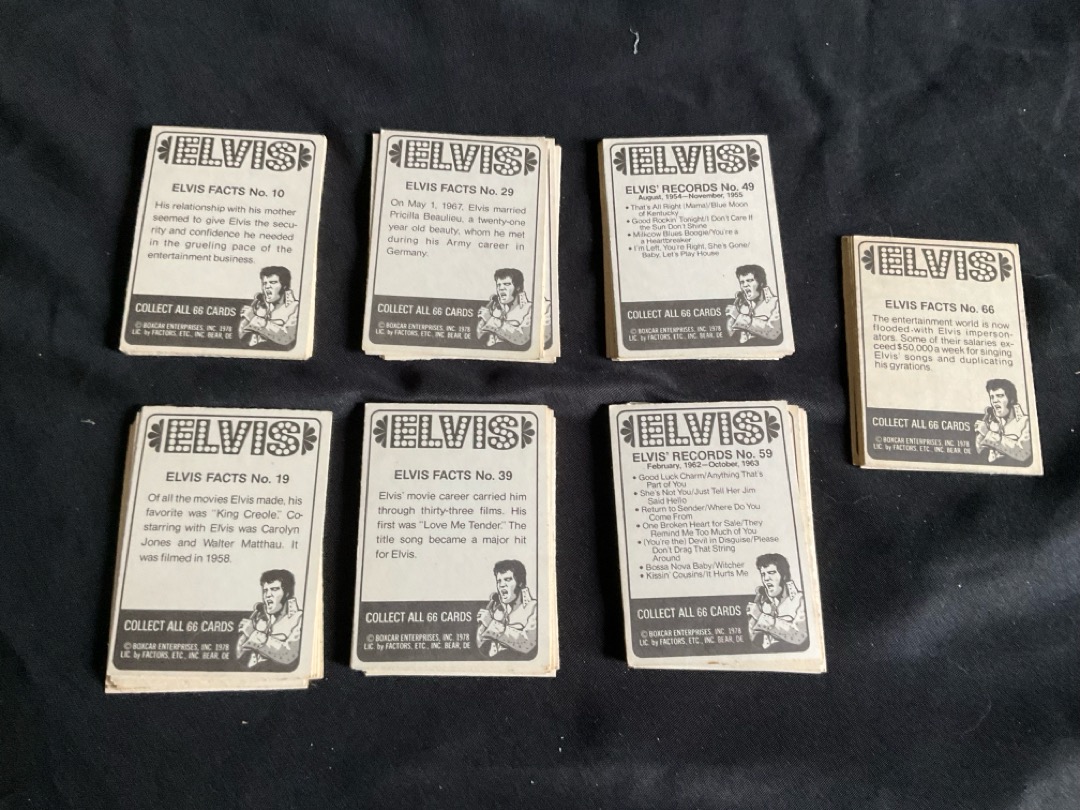 ELVIS
ELVIS FACTS No. 10
His relationship with his mother
seemed to give Elvis the secu-
rity and confidence he needed
in the grueling pace of the
entertainment business.
COLLECT ALL 66 CARDS
© BOXCAR ENTERPRISES, INC. 1978
LIC. by FACTORS, ETC., INC. BEAR, DE
ELVIS
ELVIS FACTS No. 29
On May 1, 1967, Elvis married
Pricilla Beaulieu, a twenty-one
year old beauty, whom he met
during his Army career in
Germany.
COLLECT ALL 66 CARDS
© BOXCAR ENTERPRISES, INC. 1978
LIC. by FACTORS, ETC., INC. BEAR, DE
ELVIS
ELVIS' RECORDS No. 49
August, 1954—November, 1955
• That's All Right (Mama)/Blue Moon
of Kentucky
• Good Rockin' Tonight/I Don't Care If
the Sun Don't Shine
• Milkcow Blues Boogie/You're a
a Heartbreaker
• I'm Left, You're Right, She's Gone/
Baby, Let's Play House
COLLECT ALL 66 CARDS
© BOXCAR ENTERPRISES, INC. 1978
LIC. by FACTORS, ETC., INC. BEAR, DE
ELVIS
ELVIS FACTS No. 66
The entertainment world is now
flooded with Elvis imperson-
ators. Some of their salaries ex-
ceed $50,000 a week for singing
Elvis' songs and duplicating
his gyrations.
COLLECT ALL 66 CARDS
© BOXCAR ENTERPRISES, INC. 1978
LIC. by FACTORS, ETC., INC. BEAR, DE
ELVIS
ELVIS FACTS No. 19
Of all the movies Elvis made, his
favorite was "King Creole." Co-
starring with Elvis was Carolyn
Jones and Walter Matthau. It
was filmed in 1958.
COLLECT ALL 66 CARDS
© BOXCAR ENTERPRISES, INC. 1978
LIC. by FACTORS, ETC., INC. BEAR, DE
ELVIS
ELVIS FACTS No. 39
Elvis' movie career carried him
through thirty-three films. His
first was "Love Me Tender." The
title song became a major hit
for Elvis.
COLLECT ALL 66 CARDS
© BOXCAR ENTERPRISES, INC. 1978
LIC. by FACTORS, ETC., INC. BEAR, DE
ELVIS
ELVIS' RECORDS No. 59
February, 1962—October, 1963
• Good Luck Charm/Anything That's
Part of You
• She's Not You/Just Tell Her Jim
Said Hello
• Return to Sender/Where Do You
Come From
• One Broken Heart for Sale/They
Remind Me Too Much of You
• (You're the) Devil in Disguise/Please
Don't Drag That String
Around
• Bossa Nova Baby/Witcher
• Kissin' Cousins/It Hurts Me
COLLECT ALL 66 CARDS
© BOXCAR ENTERPRISES, INC. 1978
LIC. by FACTORS, ETC., INC. BEAR, DE